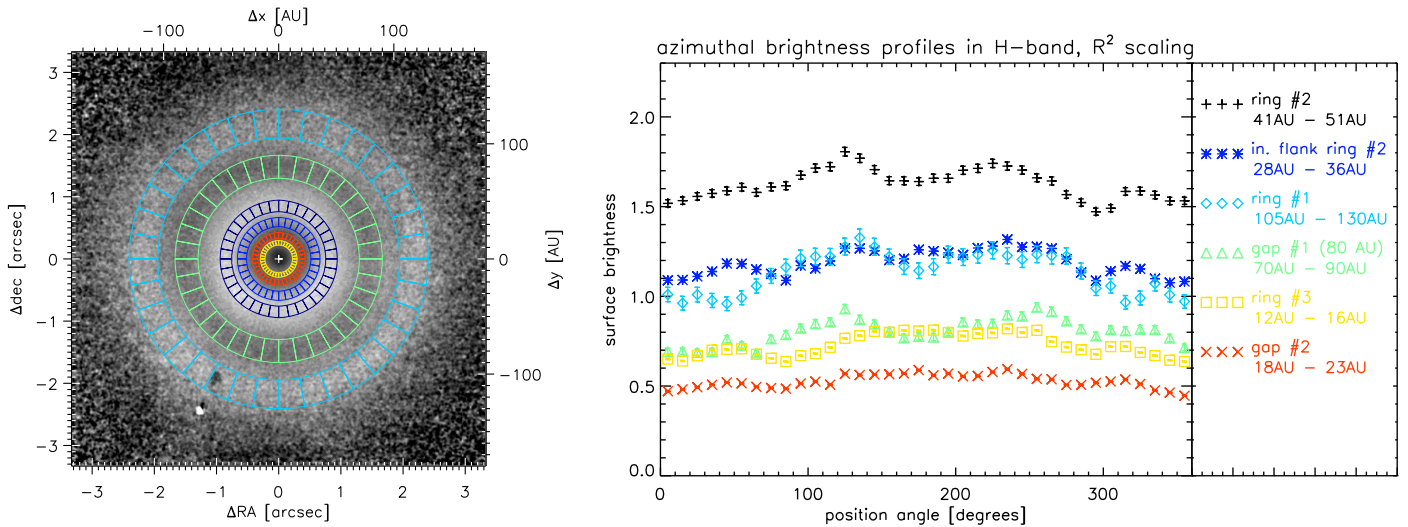 Δx [AU]
−100 0 100
3
2
1
0
−1
−2
−3
Δdec [arcsec]
100
0
−100
Δy [AU]
−3 −2 −1 0 1 2 3
ΔRA [arcsec]
azimuthal brightness profiles in H−band, R² scaling
2.0
1.5
1.0
0.5
0.0
surface brightness
0 100 200 300
position angle [degrees]
ring #2
41AU − 51AU
in. flank ring #2
28AU − 36AU
ring #1
105AU − 130AU
gap #1 (80 AU)
70AU − 90AU
ring #3
12AU − 16AU
gap #2
18AU − 23AU